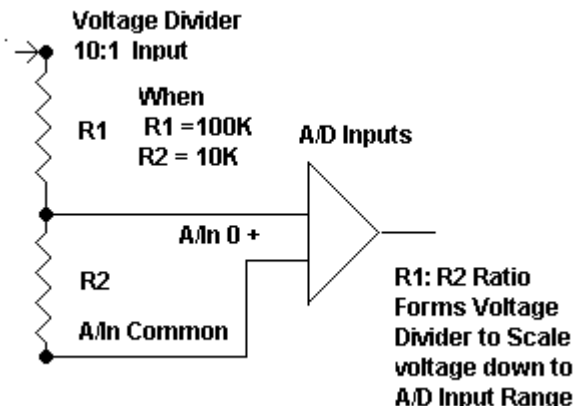 Voltage Divider
10:1 Input
When
R1 =100K
R2 = 10K
R1
A/D Inputs
A/In 0 +
R2
A/In Common
R1: R2 Ratio
Forms Voltage
Divider to Scale
voltage down to
A/D Input Range